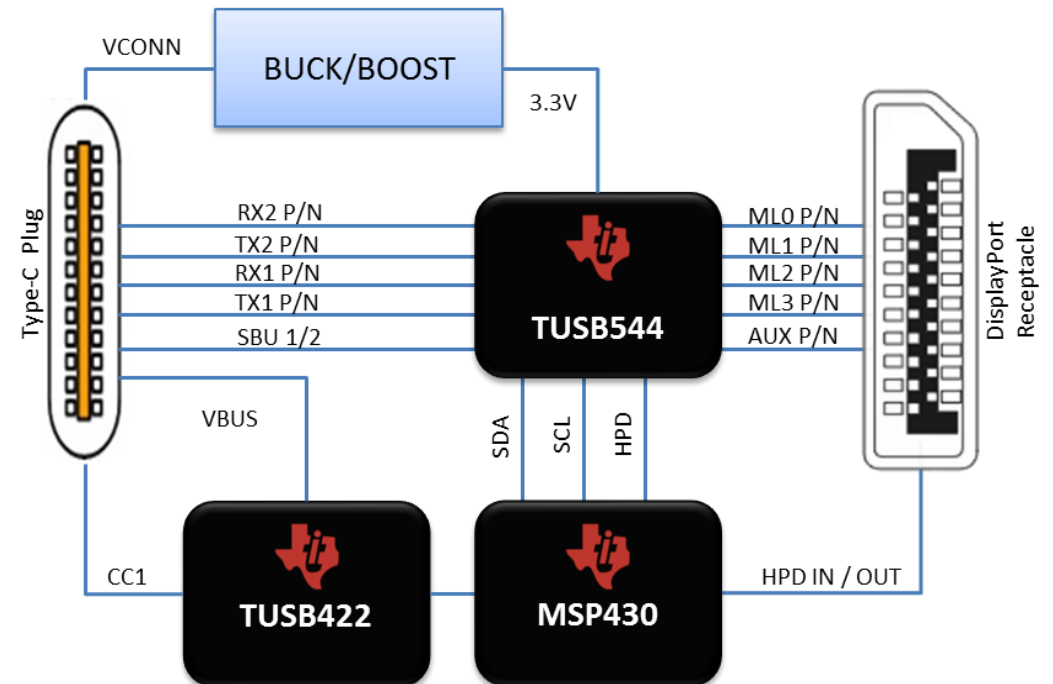 VCONN
BUCK/BOOST
3.3V
Type-C Plug
RX2 P/N
TX2 P/N
RX1 P/N
TX1 P/N
SBU 1/2
TUSB544
ML0 P/N
ML1 P/N
ML2 P/N
ML3 P/N
AUX P/N
DisplayPort
Receptacle
VBUS
SDA
SCL
HPD
CC1
TUSB422
MSP430
HPD IN / OUT